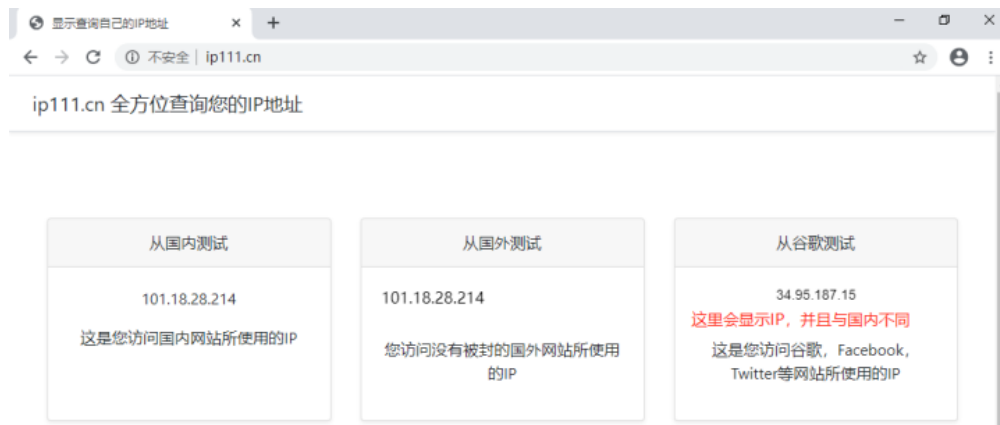 显示查询自己的IP地址
不安全 | ip111.cn
ip111.cn 全方位查询您的IP地址
从国内测试
101.18.28.214
这是您访问国内网站所使用的IP
从国外测试
101.18.28.214
您访问没有被封的国外网站所使用
的IP
从谷歌测试
34.95.187.15
这里会显示IP，并且与国内不同
这是您访问谷歌，Facebook，
Twitter等网站所使用的IP